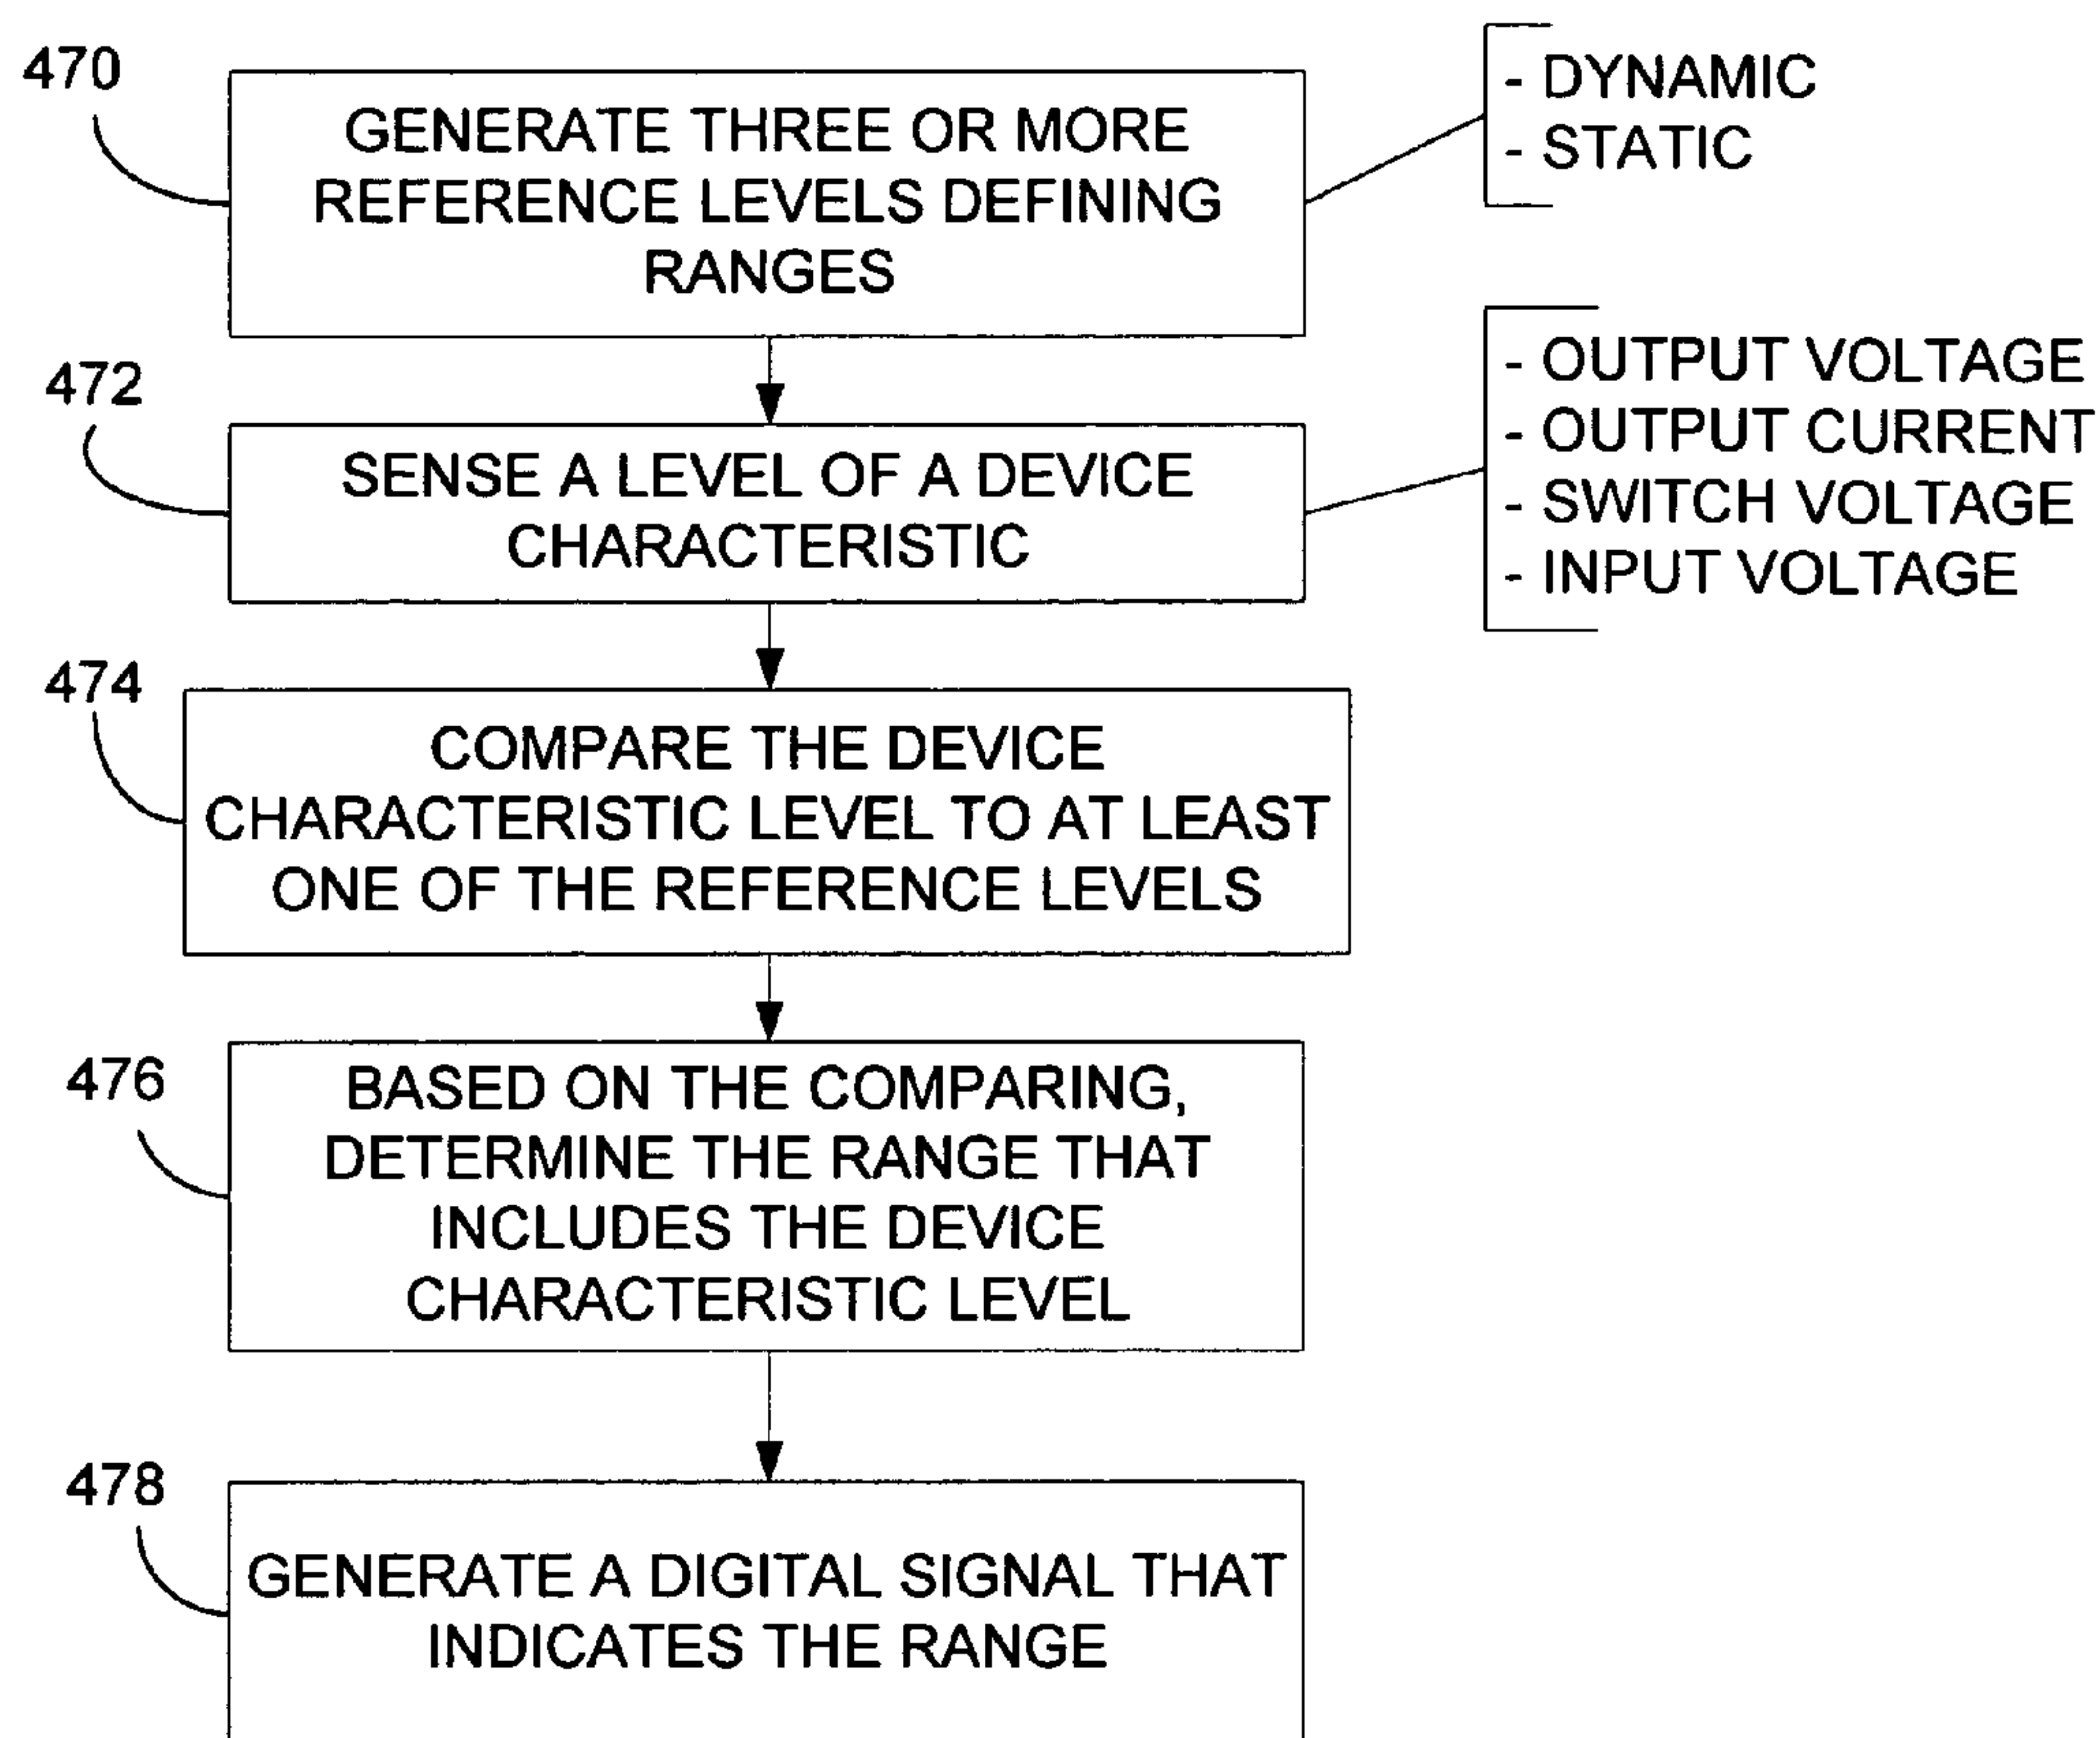 470
GENERATE THREE OR MORE
REFERENCE LEVELS DEFINING
RANGES
- DYNAMIC
- STATIC
472
SENSE A LEVEL OF A DEVICE
CHARACTERISTIC
- OUTPUT VOLTAGE
- OUTPUT CURRENT
- SWITCH VOLTAGE
- INPUT VOLTAGE
474
COMPARE THE DEVICE
CHARACTERISTIC LEVEL TO AT LEAST
ONE OF THE REFERENCE LEVELS
476
BASED ON THE COMPARING,
DETERMINE THE RANGE THAT
INCLUDES THE DEVICE
CHARACTERISTIC LEVEL
478
GENERATE A DIGITAL SIGNAL THAT
INDICATES THE RANGE